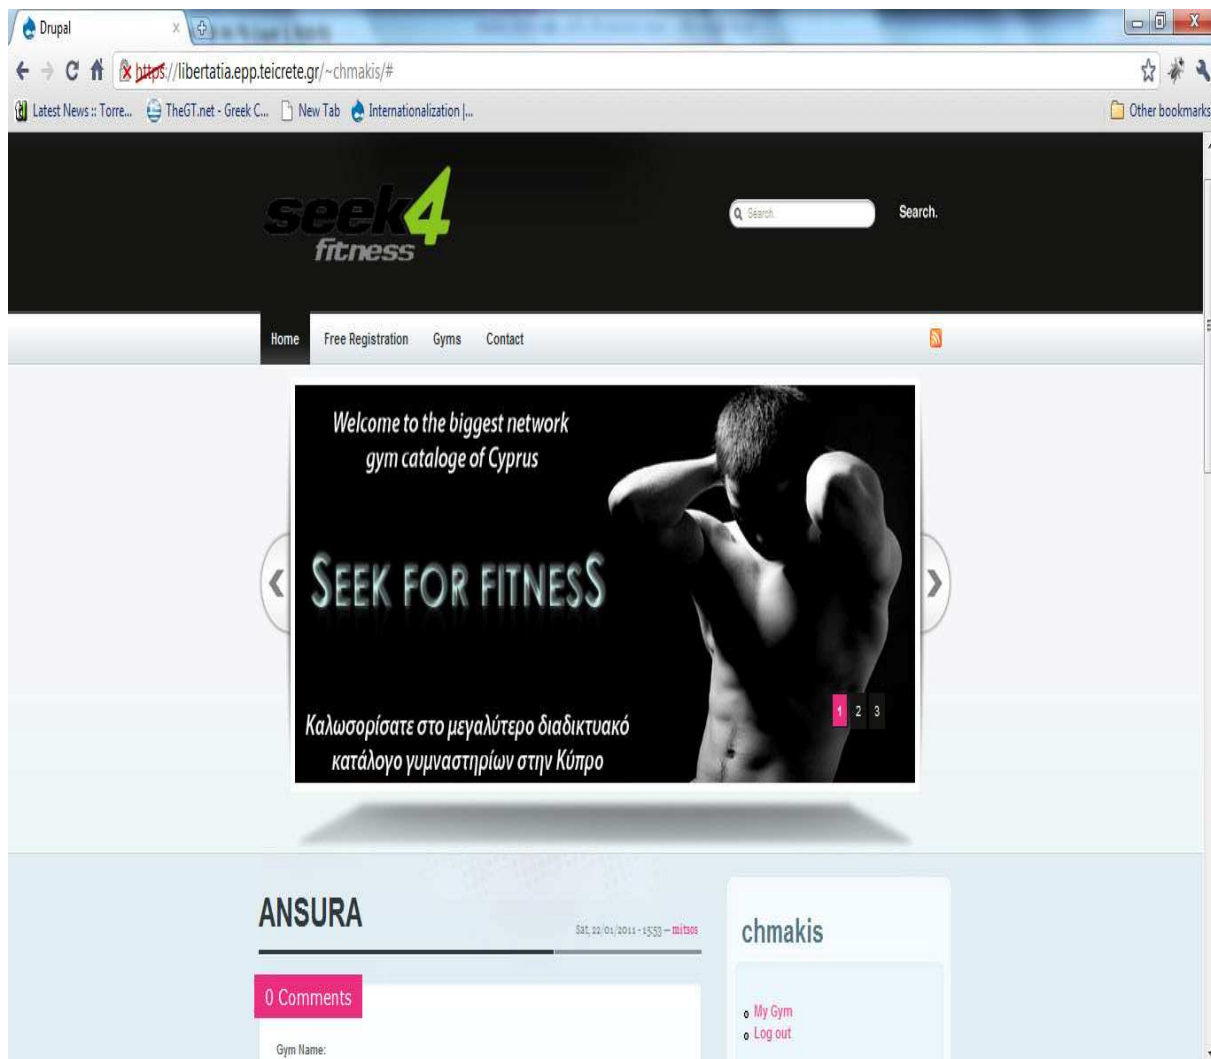 Drupal
https://libertatia.epp.teicrete.gr/~chmakis/#
Latest News :: Torre... TheGT.net - Greek C... New Tab Internationalization |... Other bookmarks
seek4
fitness
Search.
Search.
Home Free Registration Gyms Contact
Welcome to the biggest network
gym cataloge of Cyprus
SEEK FOR FITNESS
1 2 3
Καλωσορίσατε στο μεγαλύτερο διαδικτυακό
κατάλογο γυμναστηρίων στην Κύπρο
ANSURA
Sat, 22/01/2011 - 15:53 — mitsos
chmakis
0 Comments
My Gym
Log out
Gym Name: